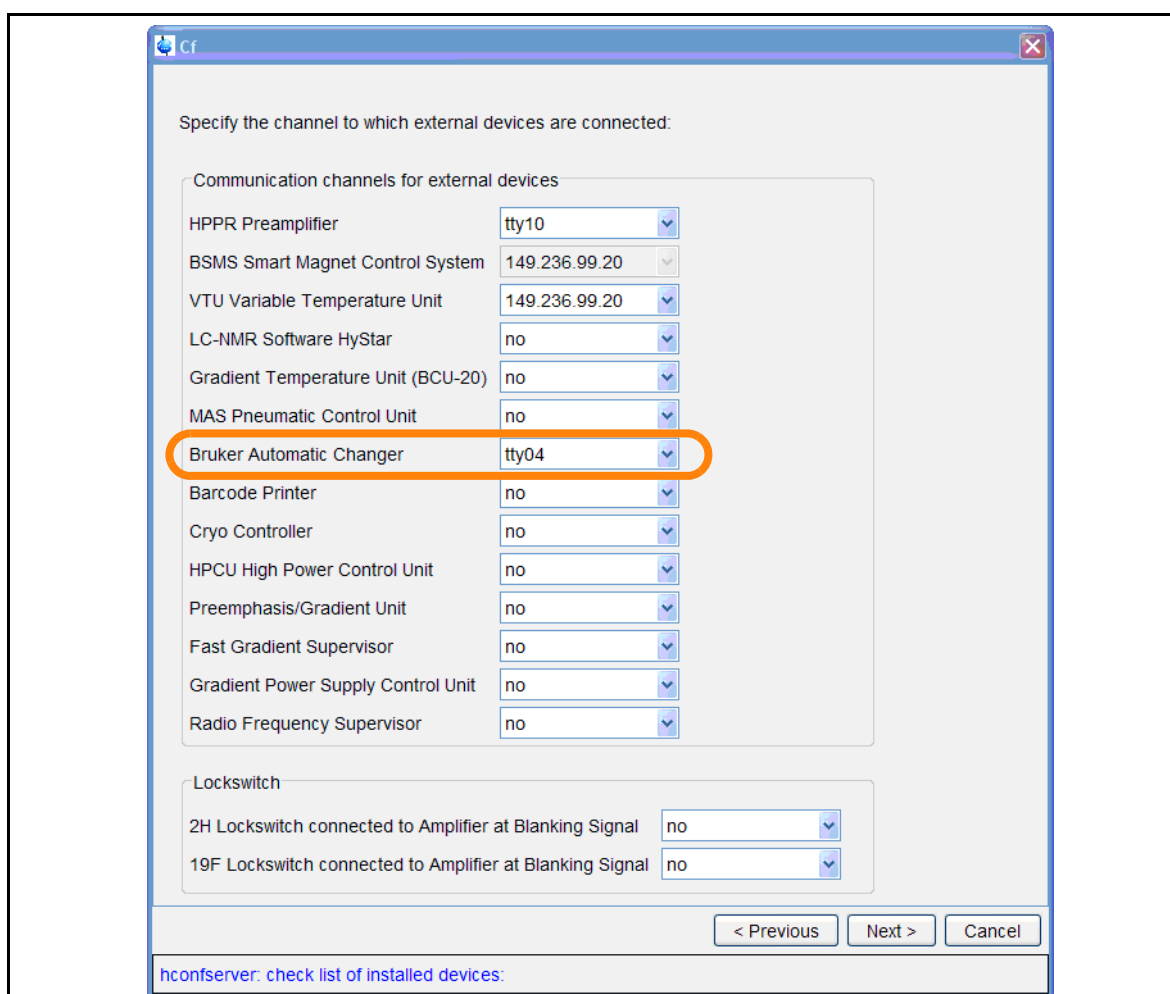 Cf
Specify the channel to which external devices are connected:
Communication channels for external devices
HPPR Preamplifier tty10
BSMS Smart Magnet Control System 149.236.99.20
VTU Variable Temperature Unit 149.236.99.20
LC-NMR Software HyStar no
Gradient Temperature Unit (BCU-20) no
MAS Pneumatic Control Unit no
Bruker Automatic Changer tty04
Barcode Printer no
Cryo Controller no
HPCU High Power Control Unit no
Preemphasis/Gradient Unit no
Fast Gradient Supervisor no
Gradient Power Supply Control Unit no
Radio Frequency Supervisor no
Lockswitch
2H Lockswitch connected to Amplifier at Blanking Signal no
19F Lockswitch connected to Amplifier at Blanking Signal no
< Previous Next > Cancel
hconfserver: check list of installed devices: